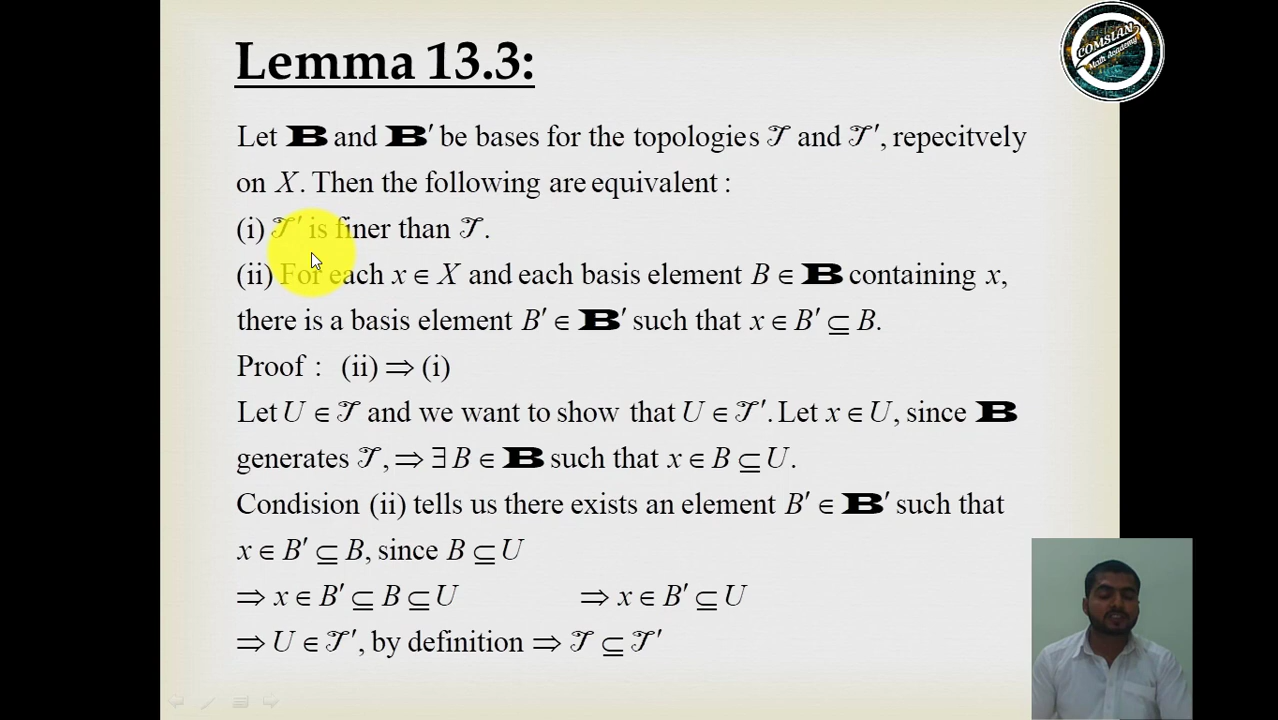 Lemma 13.3:
COMSIAN
Math Academy
Let 𝐁 and 𝐁′ be bases for the topologies 𝒯 and 𝒯′, repecitvely
on X. Then the following are equivalent :
(i) 𝒯′ is finer than 𝒯.
(ii) For each x ∈ X and each basis element B ∈ 𝐁 containing x,
there is a basis element B′ ∈ 𝐁′ such that x ∈ B′ ⊆ B.
Proof : (ii) ⇒ (i)
Let U ∈ 𝒯 and we want to show that U ∈ 𝒯′. Let x ∈ U, since 𝐁
generates 𝒯, ⇒ ∃ B ∈ 𝐁 such that x ∈ B ⊆ U.
Condision (ii) tells us there exists an element B′ ∈ 𝐁′ such that
x ∈ B′ ⊆ B, since B ⊆ U
⇒ x ∈ B′ ⊆ B ⊆ U ⇒ x ∈ B′ ⊆ U
⇒ U ∈ 𝒯′, by definition ⇒ 𝒯 ⊆ 𝒯′